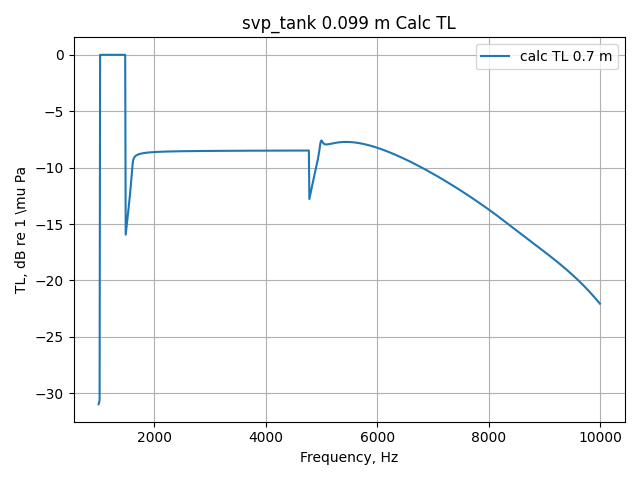 svp_tank 0.099 m Calc TL
calc TL 0.7 m
TL, dB re 1 \mu Pa
0
−5
−10
−15
−20
−25
−30
2000 4000 6000 8000 10000
Frequency, Hz